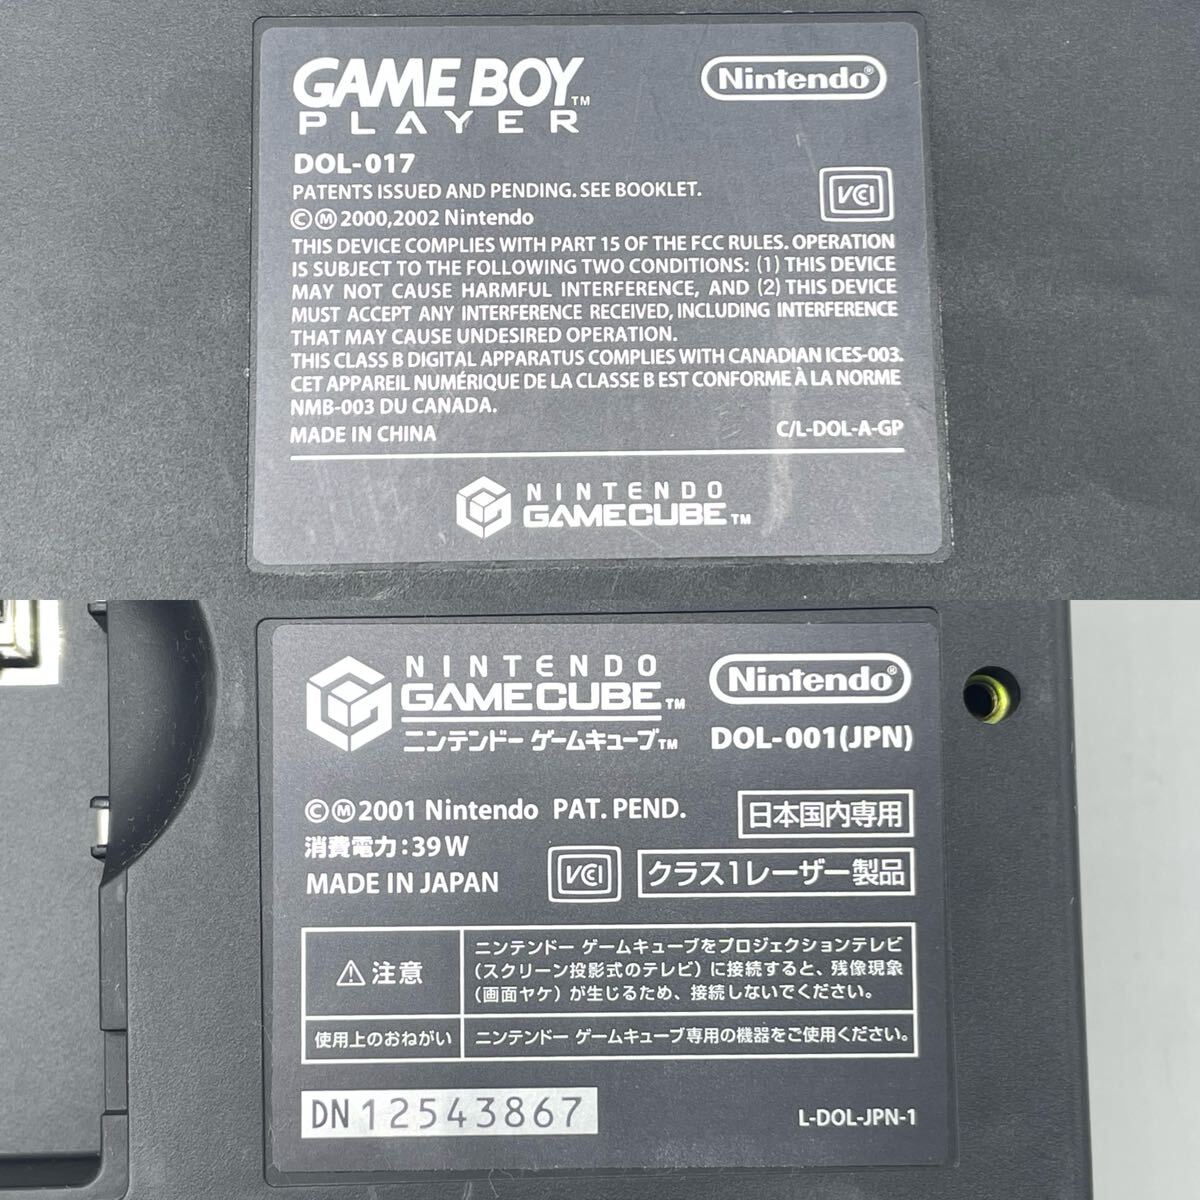 GAME BOY™
PLAYER
Nintendo®
DOL-017
PATENTS ISSUED AND PENDING. SEE BOOKLET.
VCI
©Ⓜ 2000,2002 Nintendo
THIS DEVICE COMPLIES WITH PART 15 OF THE FCC RULES. OPERATION
IS SUBJECT TO THE FOLLOWING TWO CONDITIONS: (1) THIS DEVICE
MAY NOT CAUSE HARMFUL INTERFERENCE, AND (2) THIS DEVICE
MUST ACCEPT ANY INTERFERENCE RECEIVED, INCLUDING INTERFERENCE
THAT MAY CAUSE UNDESIRED OPERATION.
THIS CLASS B DIGITAL APPARATUS COMPLIES WITH CANADIAN ICES-003.
CET APPAREIL NUMÉRIQUE DE LA CLASSE B EST CONFORME À LA NORME
NMB-003 DU CANADA.
MADE IN CHINA
C/L-DOL-A-GP
NINTENDO
GAMECUBE™
NINTENDO
GAMECUBE™
ニンテンドー ゲームキューブ™
Nintendo®
DOL-001(JPN)
©Ⓜ 2001 Nintendo PAT. PEND.
日本国内専用
消費電力：39W
MADE IN JAPAN
VCI
クラス1レーザー製品
⚠ 注意
ニンテンドー ゲームキューブをプロジェクションテレビ
(スクリーン投影式のテレビ) に接続すると、残像現象
(画面ヤケ) が生じるため、接続しないでください。
使用上のおねがい
ニンテンドー ゲームキューブ専用の機器をご使用ください。
DN 12543867
L-DOL-JPN-1